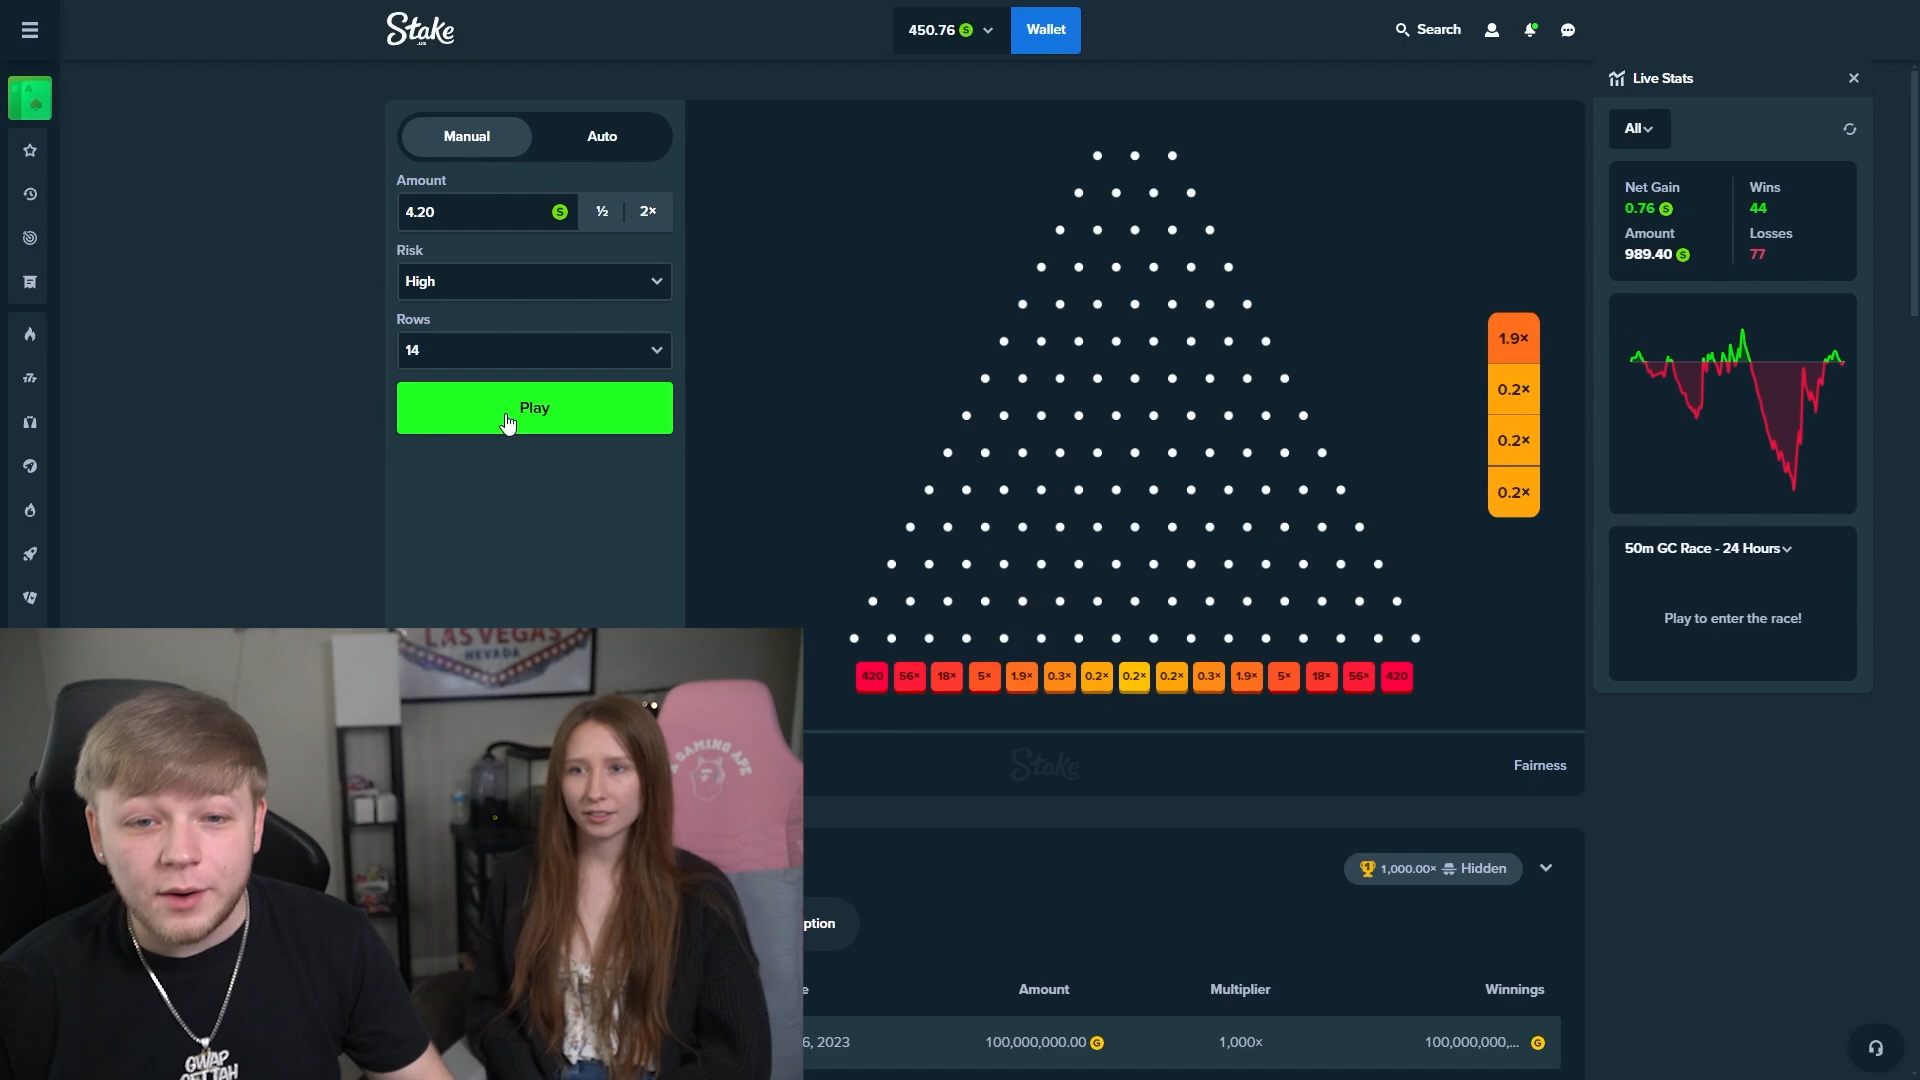 Stake
.us
450.76
Wallet
Search
Live Stats
All
Net Gain
Wins
0.76
44
Amount
Losses
989.40
77
50m GC Race - 24 Hours
Play to enter the race!
Manual
Auto
Amount
4.20
½
2×
Risk
High
Rows
14
Play
1.9×
0.2×
0.2×
0.2×
420
56×
18×
5×
1.9×
0.3×
0.2×
0.2×
0.2×
0.3×
1.9×
5×
18×
56×
420
Stake
Fairness
1,000.00×
Hidden
ption
e
Amount
Multiplier
Winnings
6, 2023
100,000,000.00
1,000×
100,000,000,...
LAS VEGAS
NEVADA
A GAMING APE
GWAP